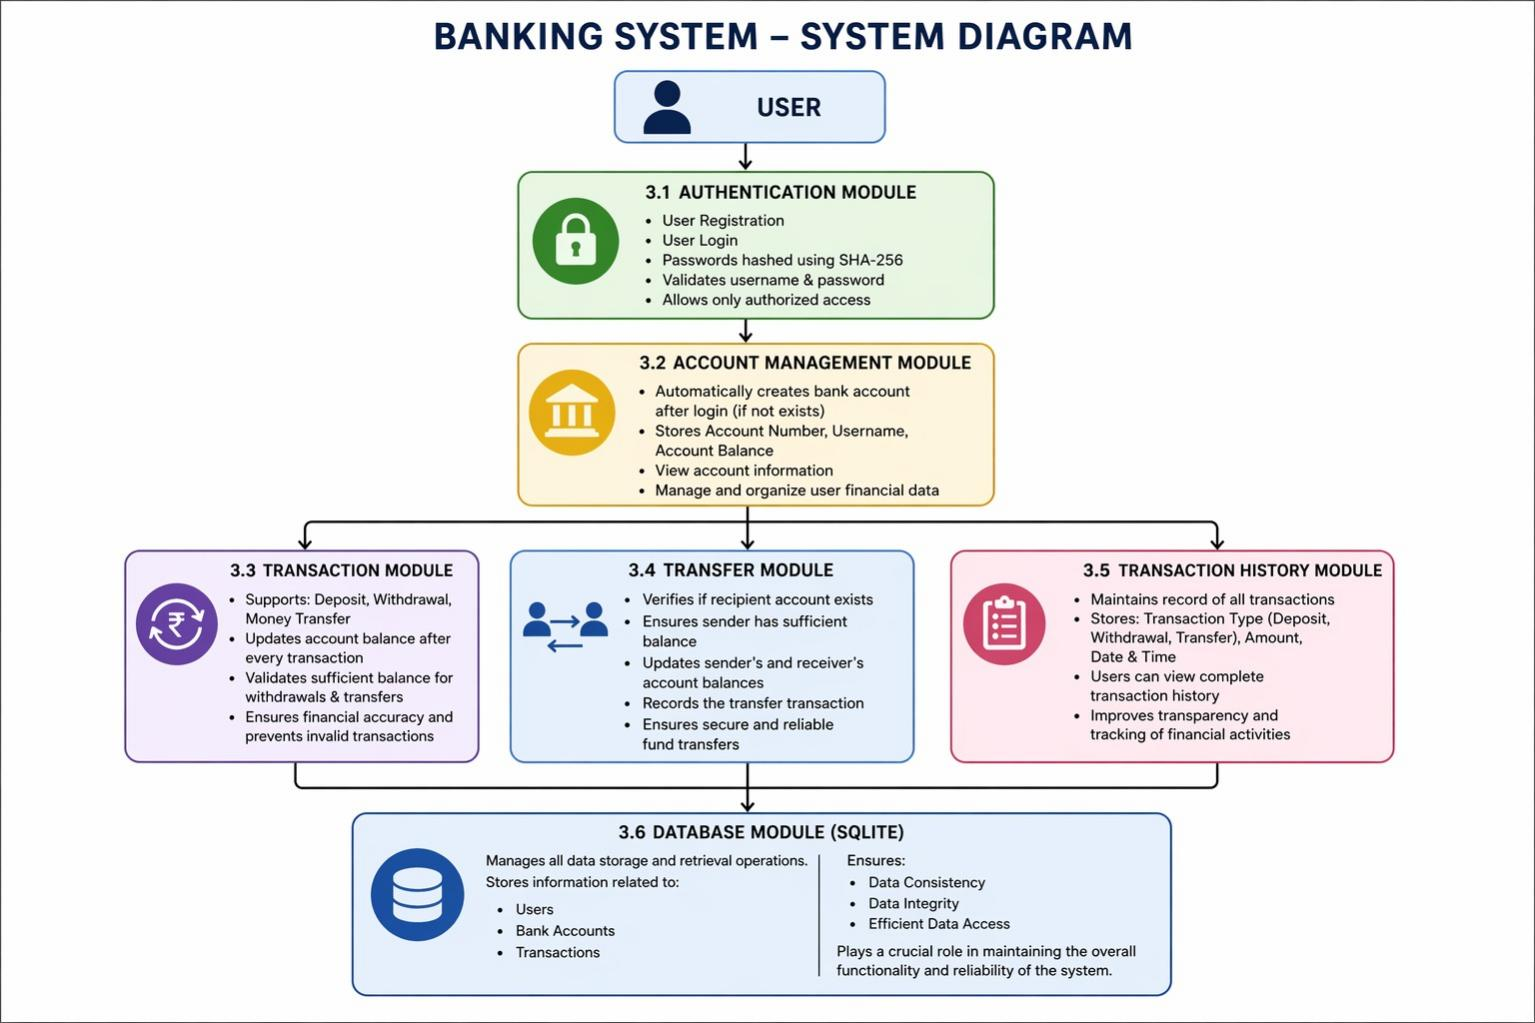 BANKING SYSTEM – SYSTEM DIAGRAM
USER
3.1 AUTHENTICATION MODULE
• User Registration
• User Login
• Passwords hashed using SHA-256
• Validates username & password
• Allows only authorized access
3.2 ACCOUNT MANAGEMENT MODULE
• Automatically creates bank account
after login (if not exists)
• Stores Account Number, Username,
Account Balance
• View account information
• Manage and organize user financial data
3.3 TRANSACTION MODULE
₹
• Supports: Deposit, Withdrawal,
Money Transfer
• Updates account balance after
every transaction
• Validates sufficient balance for
withdrawals & transfers
• Ensures financial accuracy and
prevents invalid transactions
3.4 TRANSFER MODULE
• Verifies if recipient account exists
• Ensures sender has sufficient
balance
• Updates sender's and receiver's
account balances
• Records the transfer transaction
• Ensures secure and reliable
fund transfers
3.5 TRANSACTION HISTORY MODULE
• Maintains record of all transactions
• Stores: Transaction Type (Deposit,
Withdrawal, Transfer), Amount,
Date & Time
• Users can view complete
transaction history
• Improves transparency and
tracking of financial activities
3.6 DATABASE MODULE (SQLITE)
Manages all data storage and retrieval operations.
Stores information related to:
• Users
• Bank Accounts
• Transactions
Ensures:
• Data Consistency
• Data Integrity
• Efficient Data Access
Plays a crucial role in maintaining the overall
functionality and reliability of the system.